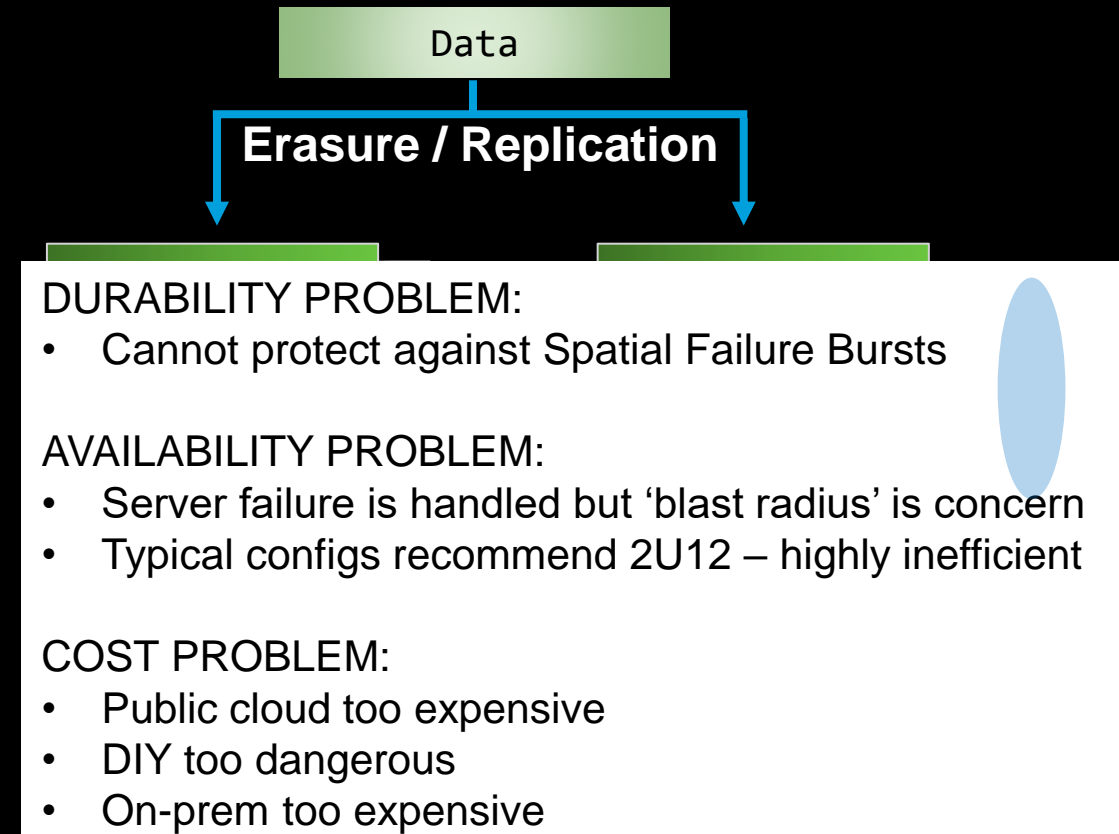 Data
Erasure / Replication
DURABILITY PROBLEM:
• Cannot protect against Spatial Failure Bursts
AVAILABILITY PROBLEM:
• Server failure is handled but ‘blast radius’ is concern
• Typical configs recommend 2U12 – highly inefficient
COST PROBLEM:
• Public cloud too expensive
• DIY too dangerous
• On-prem too expensive